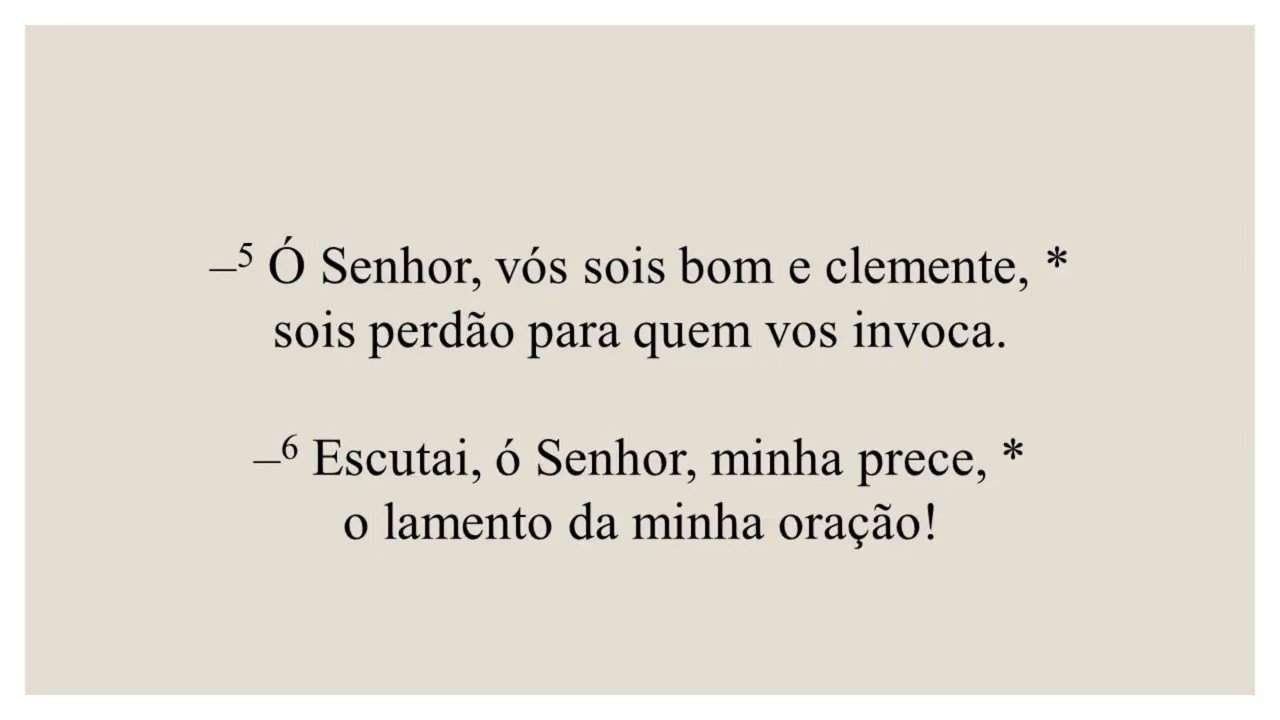 –⁵ Ó Senhor, vós sois bom e clemente, *
sois perdão para quem vos invoca.
–⁶ Escutai, ó Senhor, minha prece, *
o lamento da minha oração!